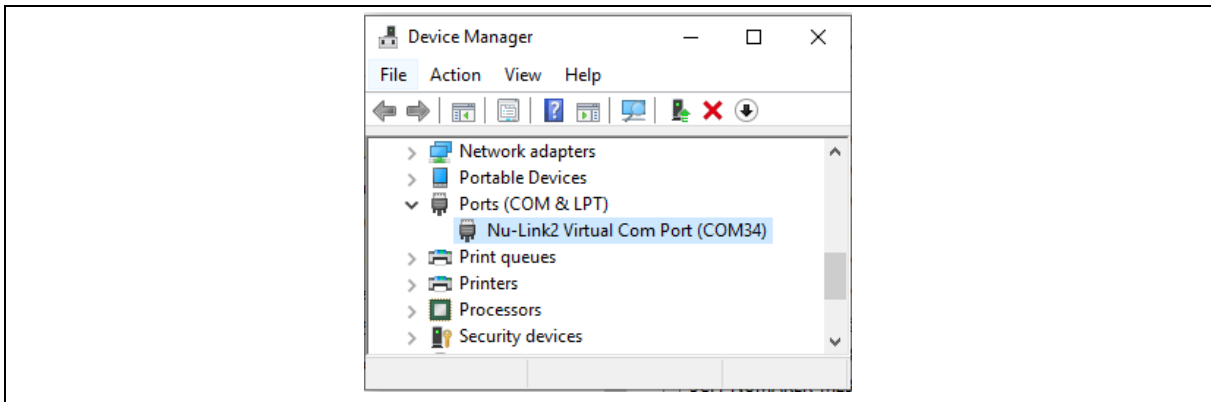 Device Manager
File Action View Help
Network adapters
Portable Devices
Ports (COM & LPT)
Nu-Link2 Virtual Com Port (COM34)
Print queues
Printers
Processors
Security devices